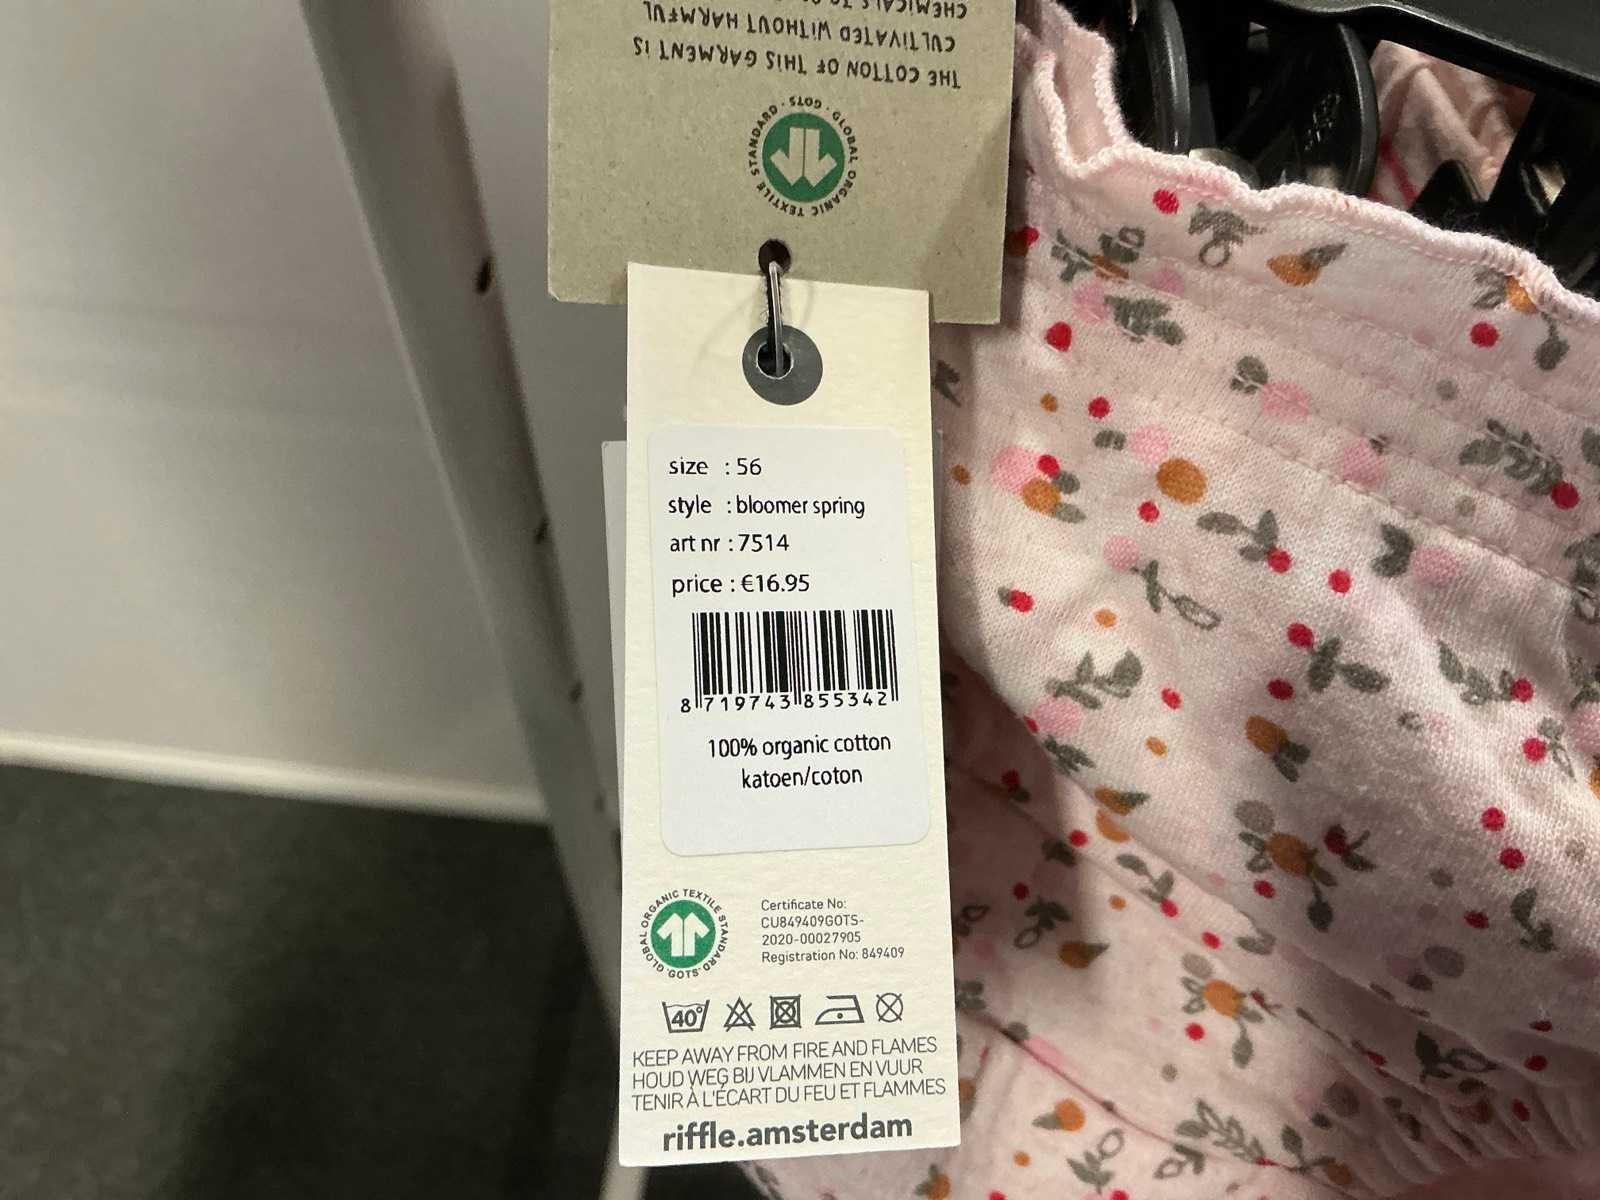 THE COTTON OF THIS GARMENT IS
CULTIVATED WITHOUT HARMFUL
GLOBAL ORGANIC TEXTILE STANDARD · GOTS ·
size : 56
style : bloomer spring
art nr : 7514
price : €16.95
8 719743 855342
100% organic cotton
katoen/coton
GLOBAL ORGANIC TEXTILE STANDARD · GOTS ·
Certificate No:
CU849409GOTS-
2020-00027905
Registration No: 849409
40°
KEEP AWAY FROM FIRE AND FLAMES
HOUD WEG BIJ VLAMMEN EN VUUR
TENIR À L'ÉCART DU FEU ET FLAMMES
riffle.amsterdam